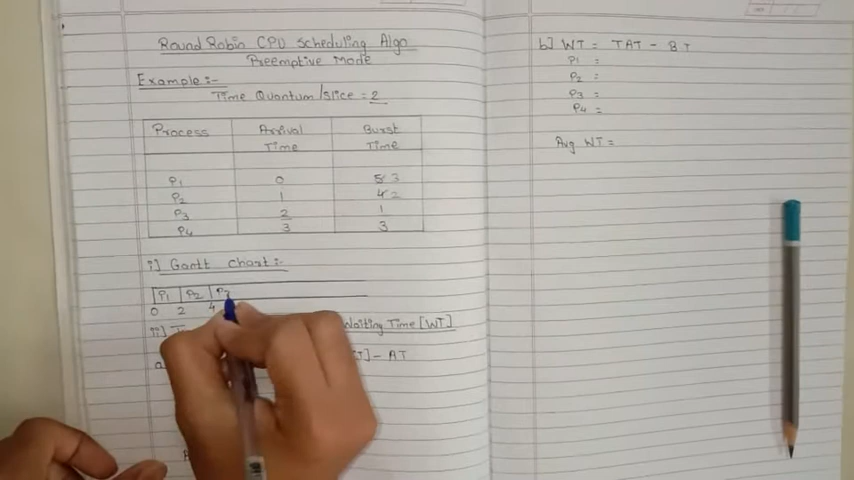 Round Robin CPU Scheduling Algo
Preemptive Mode
Example :-
Time Quantum/slice = 2
Process Arrival Time Burst Time
P1 0 5 3
P2 1 4 2
P3 2 1
P4 3 3
i] Gantt chart :-
P1 P2 P3
0 2 4
ii] Waiting Time [WT]
a T] - AT
b] WT = TAT - BT
P1 =
P2 =
P3 =
P4 =
Avg WT =